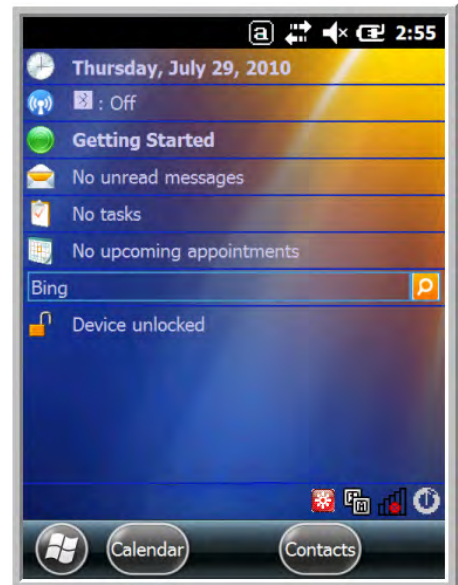 a 2:55
Thursday, July 29, 2010
: Off
Getting Started
No unread messages
No tasks
No upcoming appointments
Bing
Device unlocked
Calendar Contacts